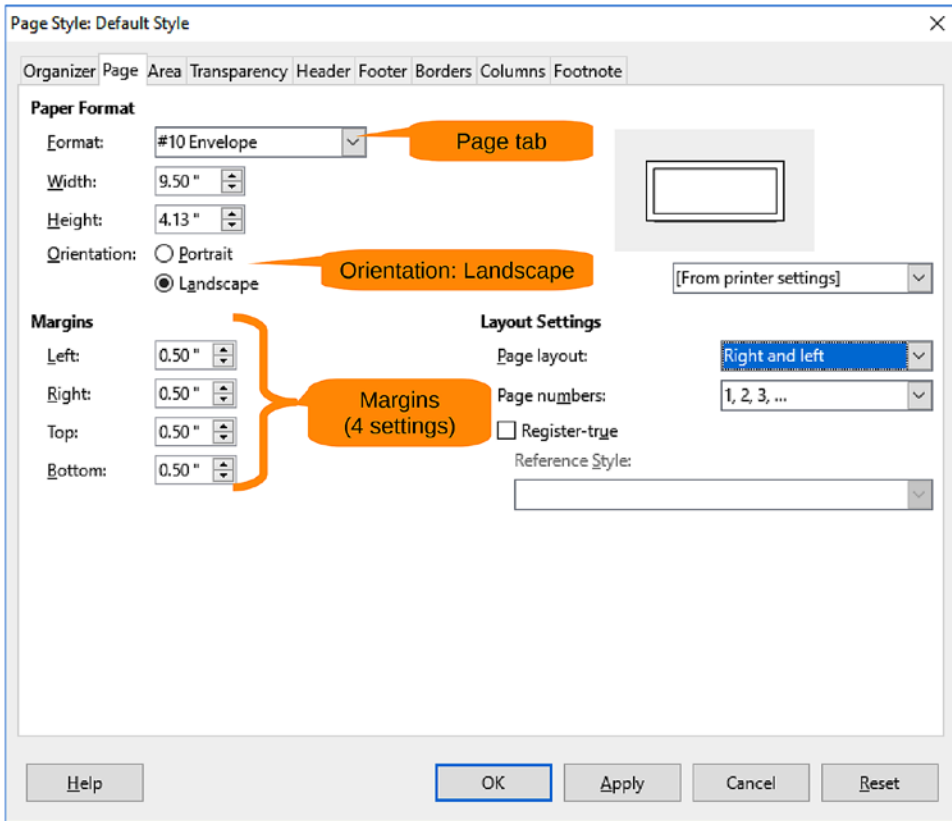 Page Style: Default Style
Organizer Page Area Transparency Header Footer Borders Columns Footnote
Paper Format
Format: #10 Envelope
Page tab
Width: 9.50 "
Height: 4.13 "
Orientation: Portrait
Landscape
Orientation: Landscape
[From printer settings]
Margins
Left: 0.50 "
Right: 0.50 "
Top: 0.50 "
Bottom: 0.50 "
Margins
(4 settings)
Layout Settings
Page layout: Right and left
Page numbers: 1, 2, 3, ...
Register-true
Reference Style:
Help OK Apply Cancel Reset